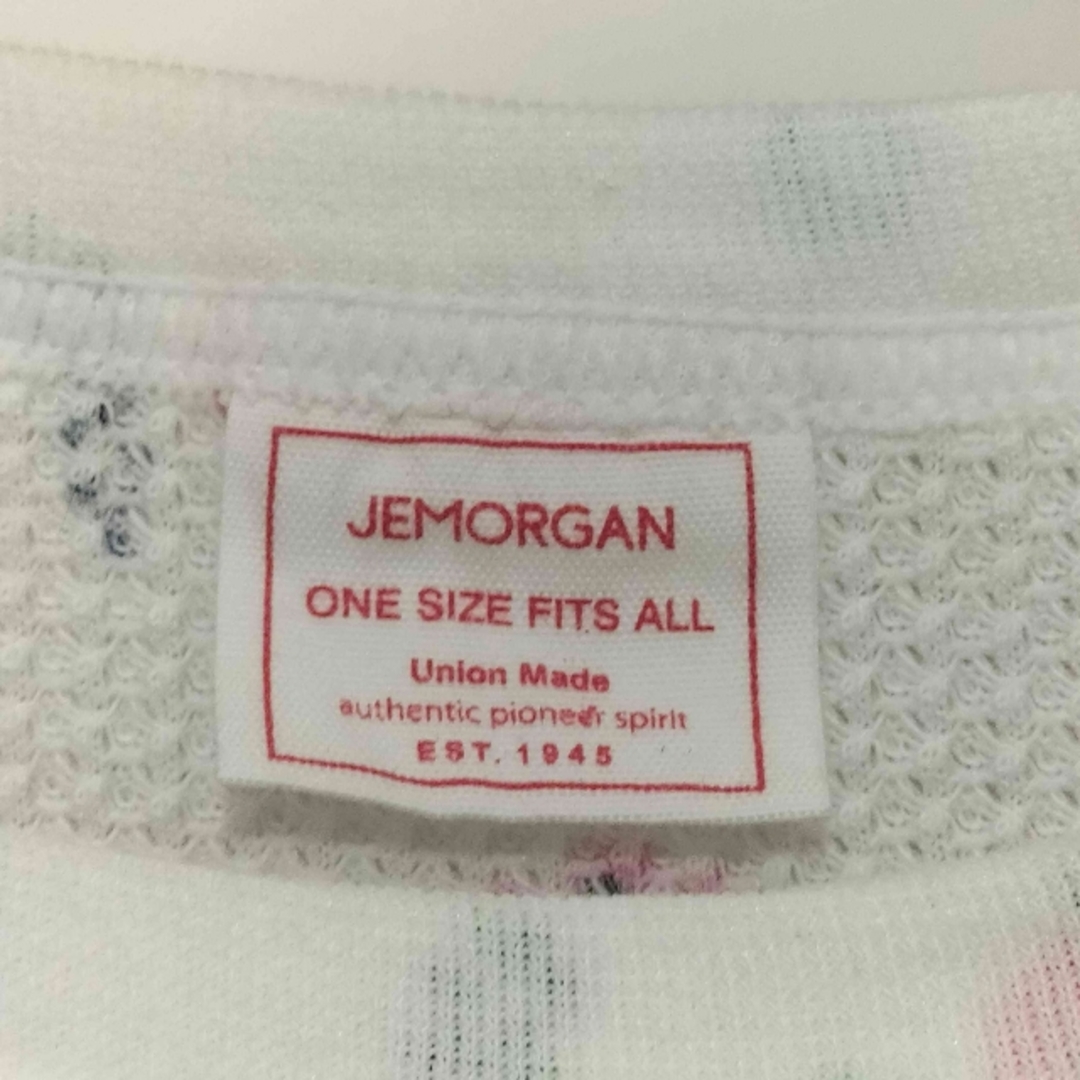 JEMORGAN
ONE SIZE FITS ALL
Union Made
authentic pioneer spirit
EST. 1945